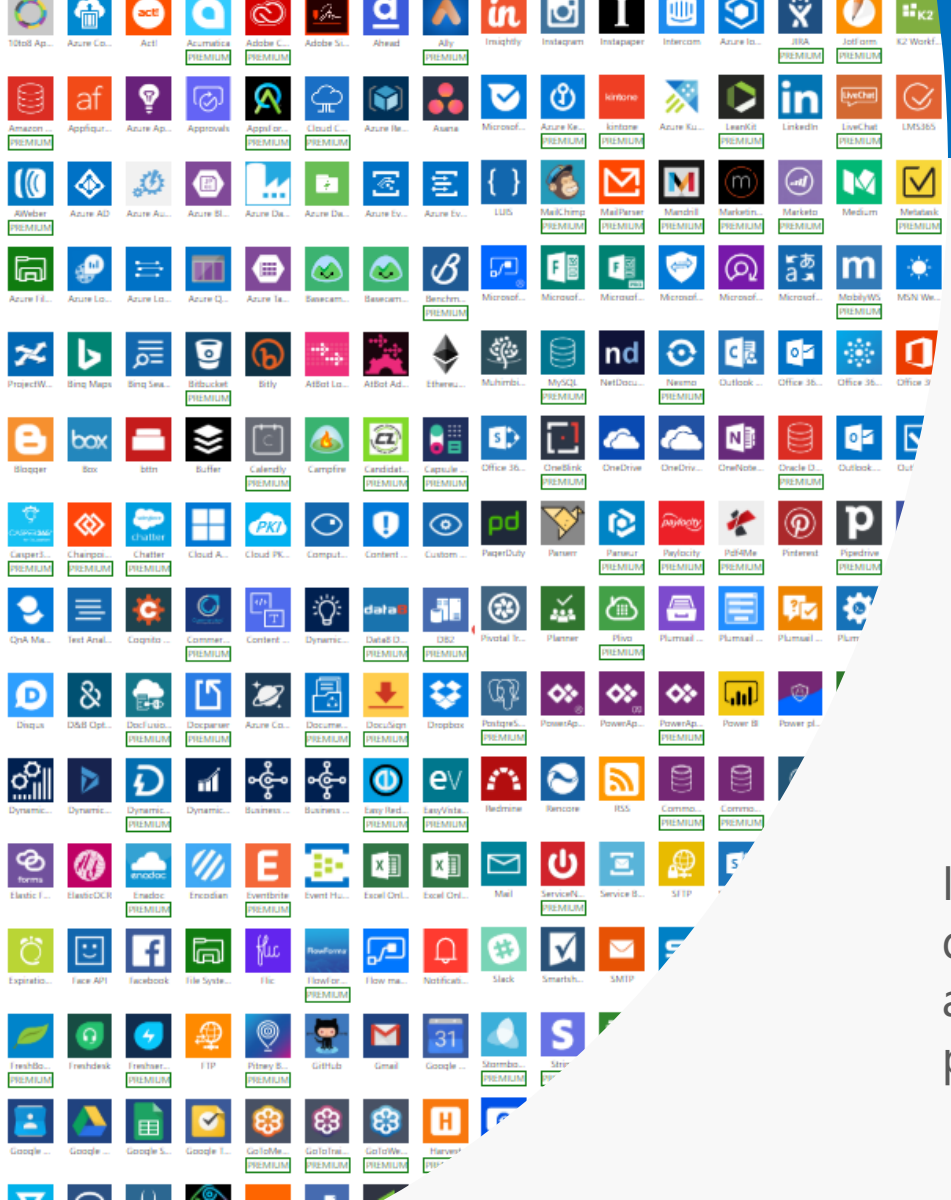 10to8 Ap... Azure Co... Act! Acumatica Adobe C... Adobe Si... Ahead Ally Insightly Instagram Instapaper Intercom Azure Io... JIRA JotForm K2 Workf...
PREMIUM PREMIUM PREMIUM PREMIUM PREMIUM
Amazon ... Appfigur... Azure Ap... Approvals AppsFor... Cloud C... Azure Re... Asana Microsof... Azure Ke... kintone Azure Ku... LeanKit LinkedIn LiveChat LMS365
PREMIUM PREMIUM PREMIUM PREMIUM PREMIUM PREMIUM PREMIUM
AWeber Azure AD Azure Au... Azure Bl... Azure Da... Azure Da... Azure Ev... Azure Ev... LUIS MailChimp MailParser Mandrill Marketin... Marketo Medium Metatask
PREMIUM PREMIUM PREMIUM PREMIUM PREMIUM PREMIUM PREMIUM
Azure Fil... Azure Lo... Azure Lo... Azure Q... Azure Ta... Basecam... Basecam... Benchm... Microsof... Microsof... Microsof... Microsof... Microsof... Microsof... MobilyWS MSN We...
PREMIUM PREMIUM
ProjectW... Bing Maps Bing Sea... Bitbucket Bitly AtBot Lo... AtBot Ad... Ethereu... Muhimbi... MySQL NetDocu... Nexmo Outlook ... Office 36... Office 36... Office 3
PREMIUM PREMIUM PREMIUM
Blogger Box bttn Buffer Calendly Campfire Candidat... Capsule ... Office 36... OneBlink OneDrive OneDriv... OneNote... Oracle D... Outlook...
PREMIUM PREMIUM PREMIUM PREMIUM PREMIUM
Casper3... Chainpoi... Chatter Cloud A... Cloud PK... Comput... Content ... Custom ... PagerDuty Parserr Parseur Paylocity Pdf4Me Pinterest Pipedrive
PREMIUM PREMIUM PREMIUM PREMIUM PREMIUM PREMIUM PREMIUM
QnA Ma... Text Anal... Cognito ... Commer... Content ... Dynamic... Data8 D... DB2 Pivotal Tr... Planner Plivo Plumsail ... Plumsail ... Plumsail ... Plum
PREMIUM PREMIUM PREMIUM PREMIUM
Disqus D&B Opt... DocFusio... Docparser Azure Co... Docume... DocuSign Dropbox PostgreS... PowerAp... PowerAp... PowerAp... Power BI Power pl...
PREMIUM PREMIUM PREMIUM PREMIUM PREMIUM PREMIUM
Dynamic... Dynamic... Dynamic... Dynamic... Business ... Business ... Easy Red... EasyVista... Redmine Rencore RSS Commo... Commo...
PREMIUM PREMIUM PREMIUM PREMIUM PREMIUM
Elastic F... ElasticOCR Enadoc Encodian Eventbrite Event Hu... Excel Onl... Excel Onl... Mail ServiceN... Service B... SFTP
PREMIUM PREMIUM PREMIUM
Expiratio... Face API Facebook File Syste... Flic FlowFor... Flow ma... Notificati... Slack Smartsh... SMTP
PREMIUM
FreshBo... Freshdesk Freshser... FTP Pitney B... GitHub Gmail Google ... Stormbo...
PREMIUM PREMIUM PREMIUM PREMIUM
Google ... Google ... Google S... Google T... GoToMe... GoToTrai... GoToWe... Harvest
PREMIUM PREMIUM PREMIUM